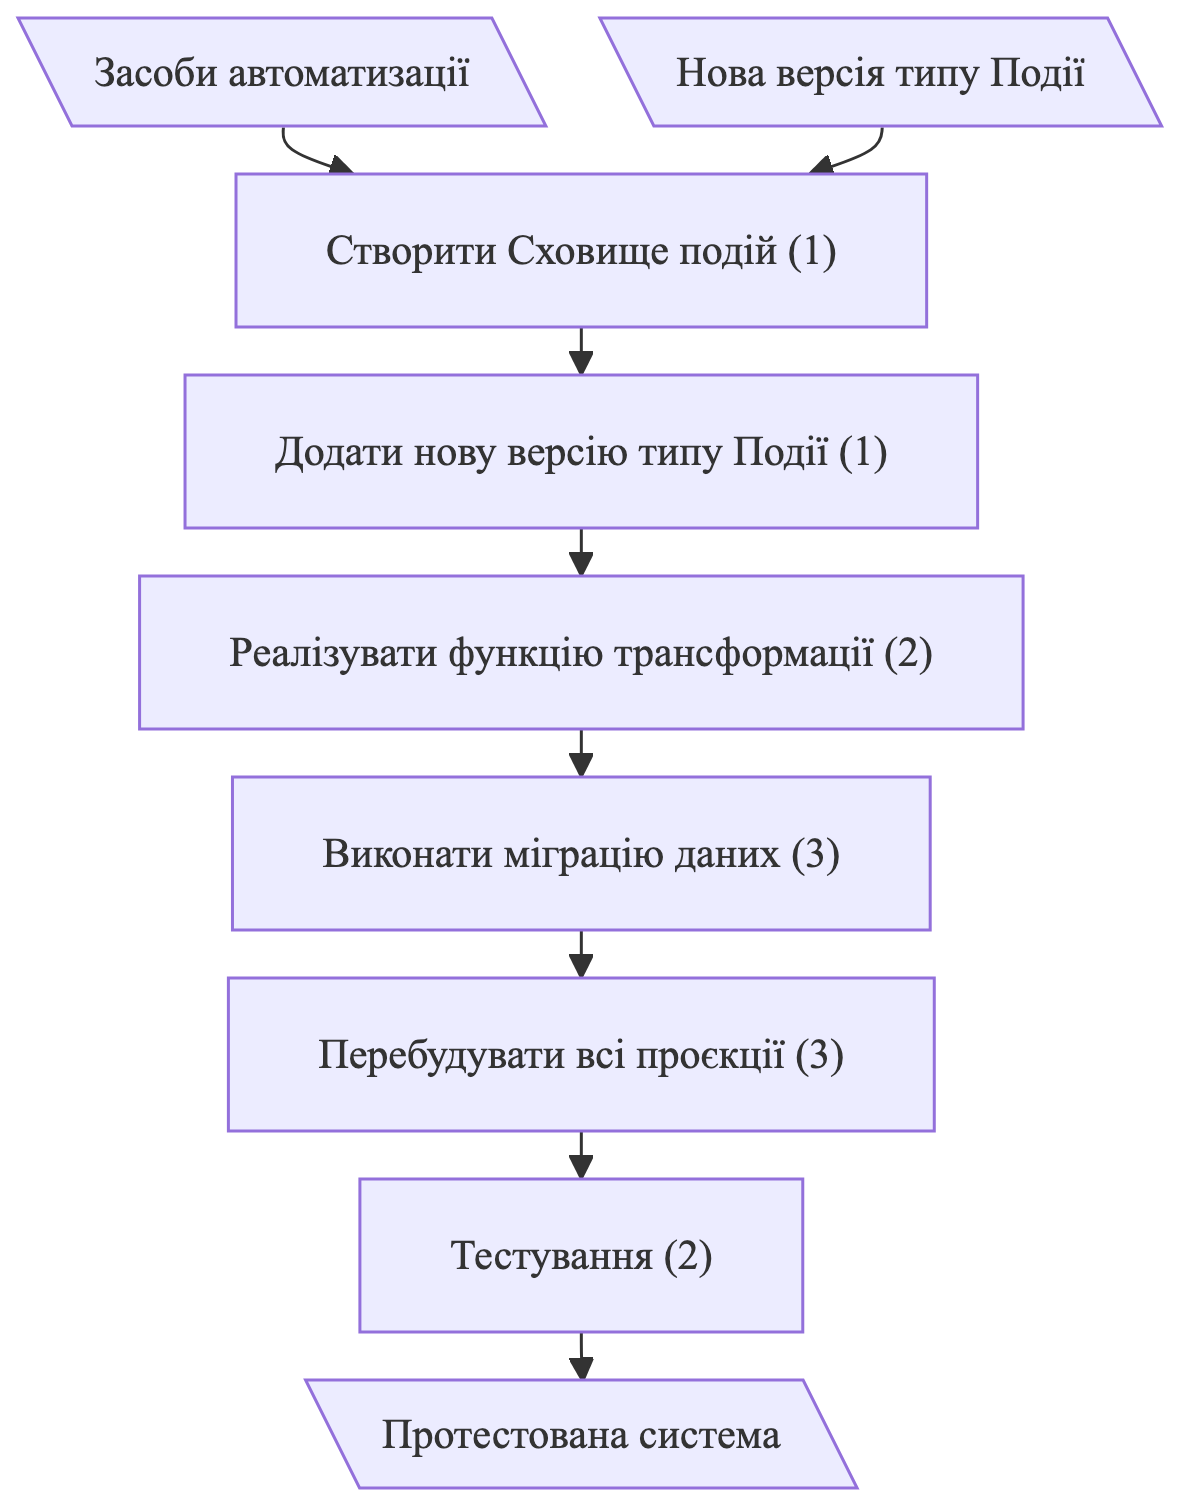 Засоби автоматизації
Нова версія типу Події
Створити Сховище подій (1)
Додати нову версію типу Події (1)
Реалізувати функцію трансформації (2)
Виконати міграцію даних (3)
Перебудувати всі проєкції (3)
Тестування (2)
Протестована система